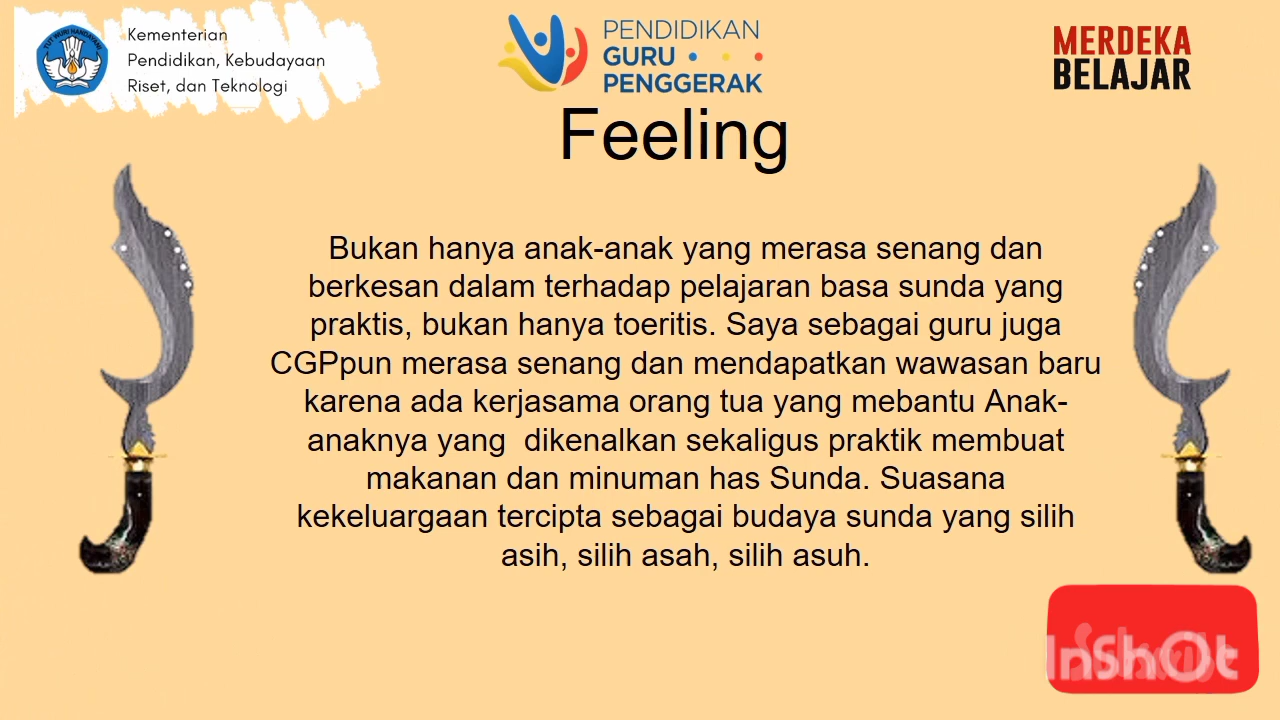 Kementerian
Pendidikan, Kebudayaan
Riset, dan Teknologi
TUT WURI HANDAYANI
PENDIDIKAN
GURU
PENGGERAK
MERDEKA
BELAJAR
Feeling
Bukan hanya anak-anak yang merasa senang dan
berkesan dalam terhadap pelajaran basa sunda yang
praktis, bukan hanya toeritis. Saya sebagai guru juga
CGPpun merasa senang dan mendapatkan wawasan baru
karena ada kerjasama orang tua yang mebantu Anak-
anaknya yang  dikenalkan sekaligus praktik membuat
makanan dan minuman has Sunda. Suasana
kekeluargaan tercipta sebagai budaya sunda yang silih
asih, silih asah, silih asuh.
InShOt